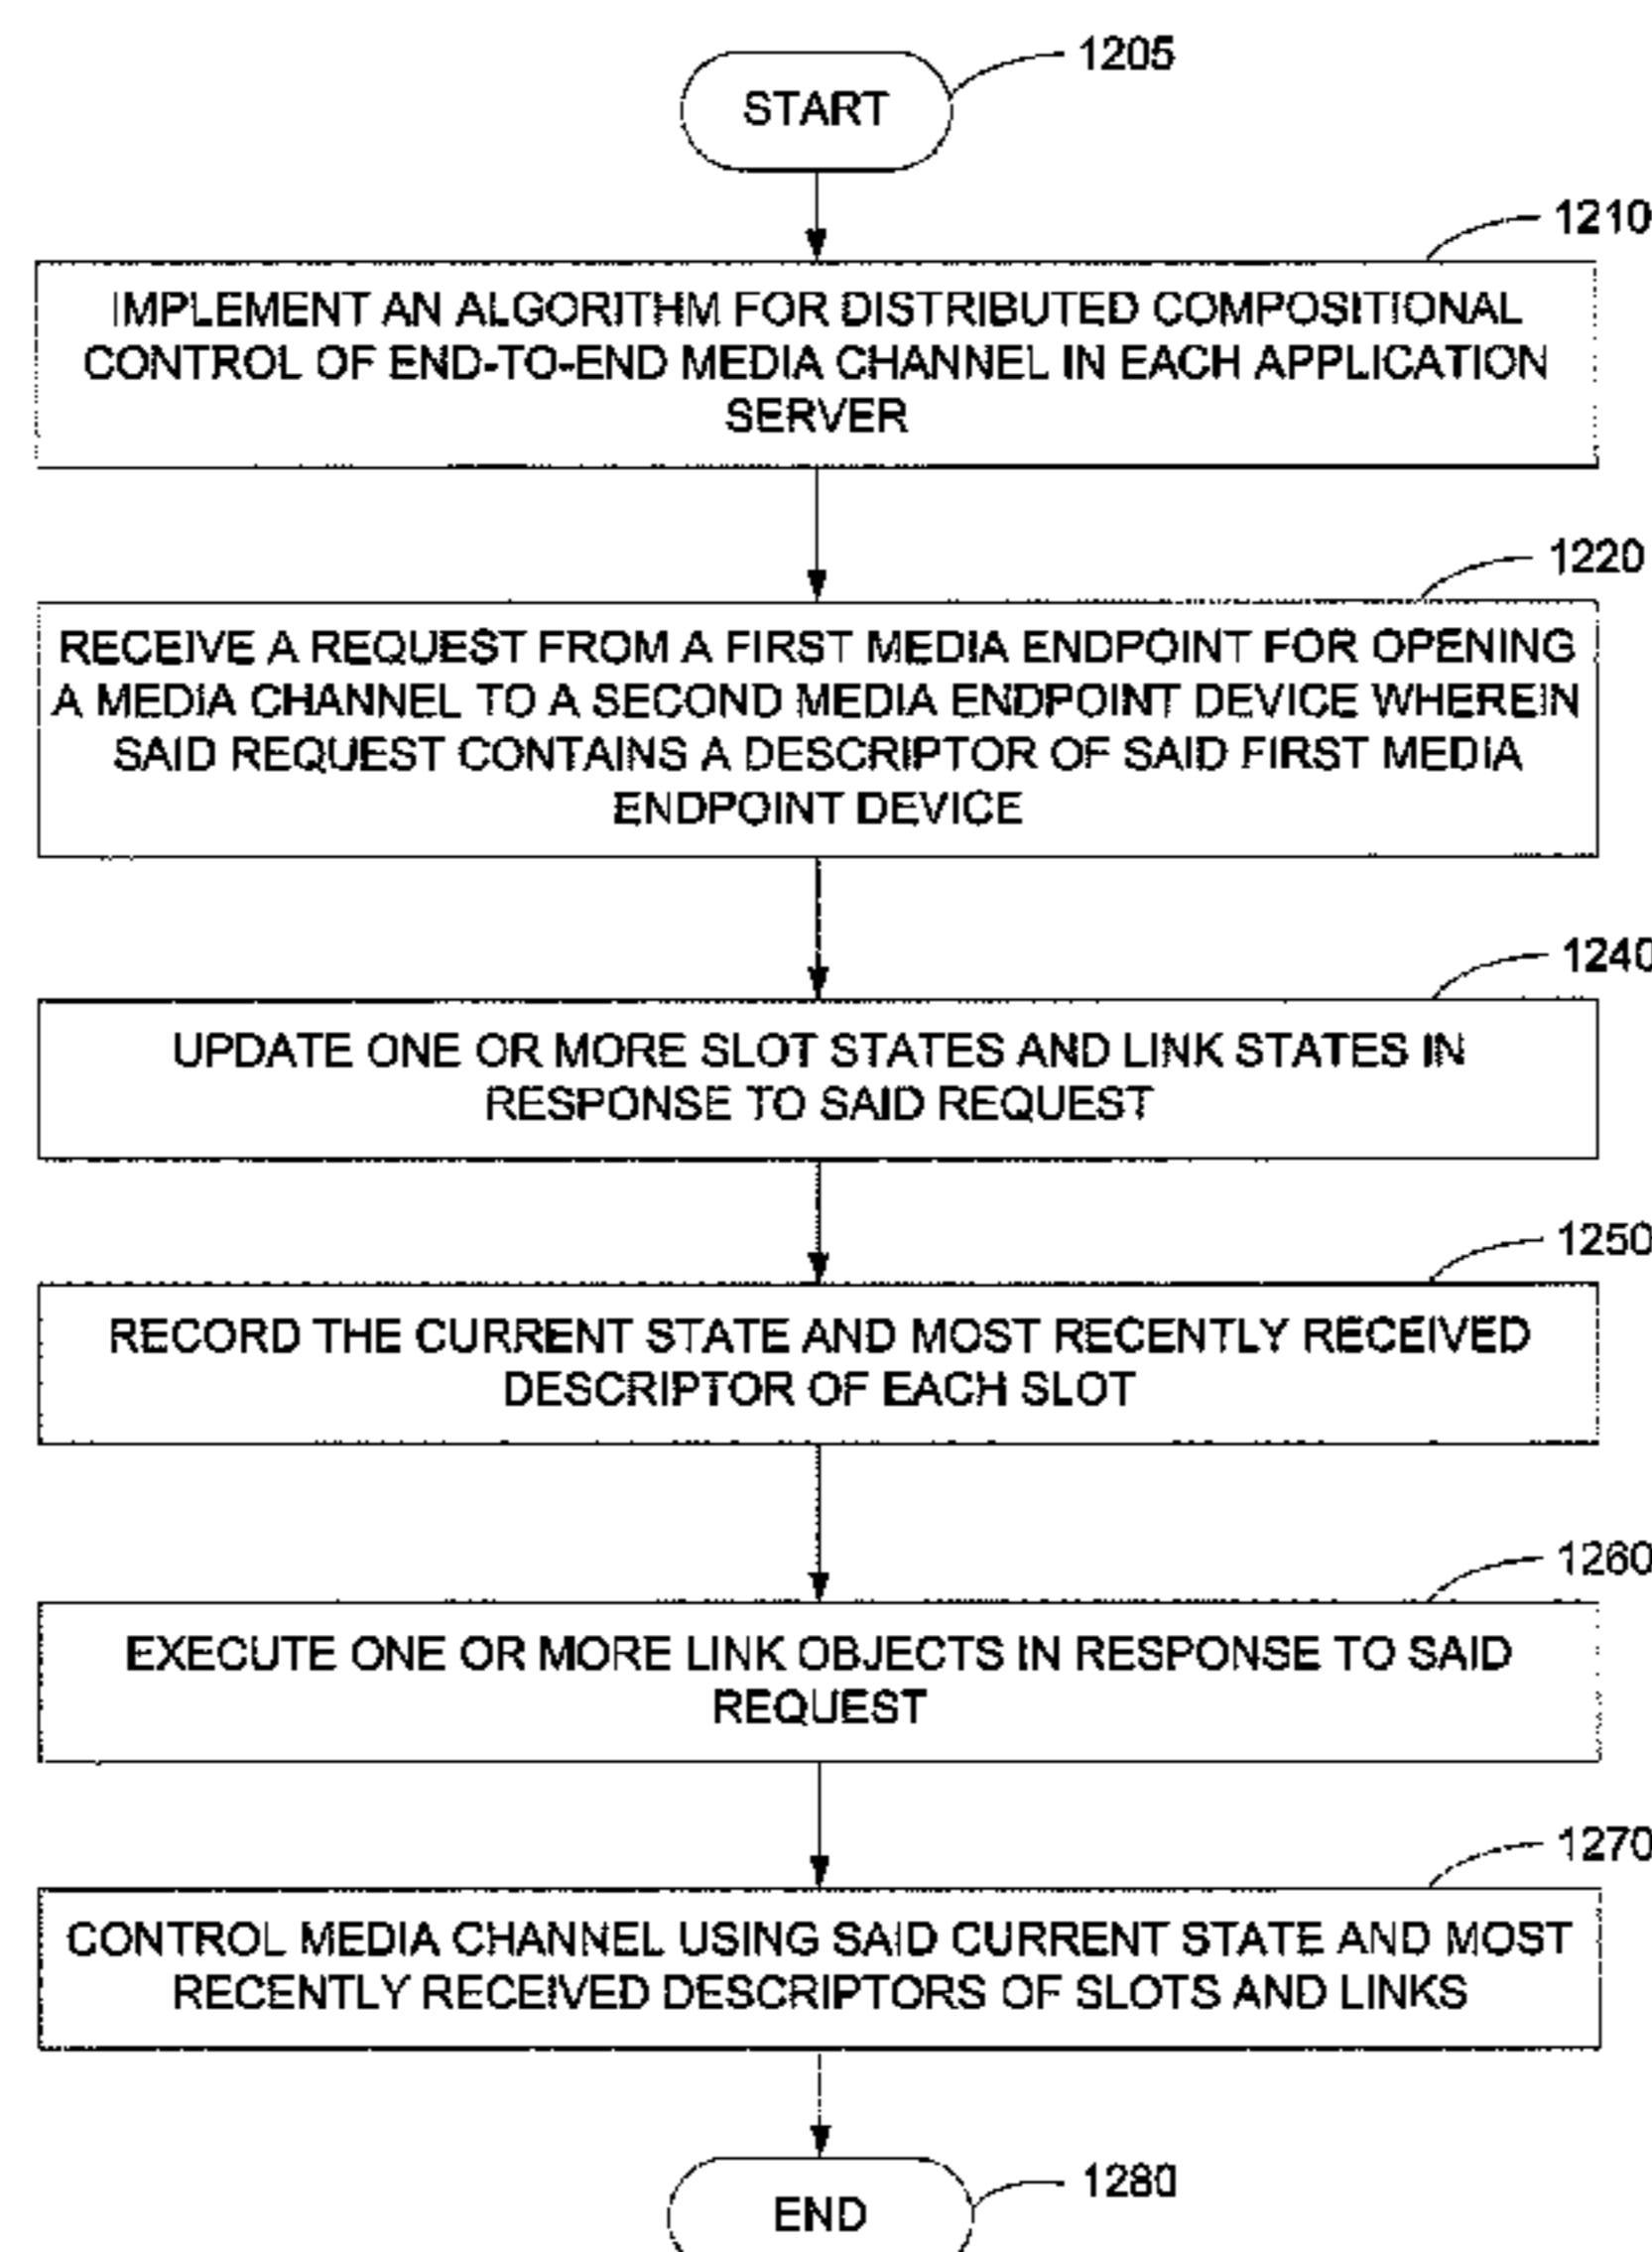 1205
START
1210
IMPLEMENT AN ALGORITHM FOR DISTRIBUTED COMPOSITIONAL
CONTROL OF END-TO-END MEDIA CHANNEL IN EACH APPLICATION
SERVER
1220
RECEIVE A REQUEST FROM A FIRST MEDIA ENDPOINT FOR OPENING
A MEDIA CHANNEL TO A SECOND MEDIA ENDPOINT DEVICE WHEREIN
SAID REQUEST CONTAINS A DESCRIPTOR OF SAID FIRST MEDIA
ENDPOINT DEVICE
1240
UPDATE ONE OR MORE SLOT STATES AND LINK STATES IN
RESPONSE TO SAID REQUEST
1250
RECORD THE CURRENT STATE AND MOST RECENTLY RECEIVED
DESCRIPTOR OF EACH SLOT
1260
EXECUTE ONE OR MORE LINK OBJECTS IN RESPONSE TO SAID
REQUEST
1270
CONTROL MEDIA CHANNEL USING SAID CURRENT STATE AND MOST
RECENTLY RECEIVED DESCRIPTORS OF SLOTS AND LINKS
1280
END